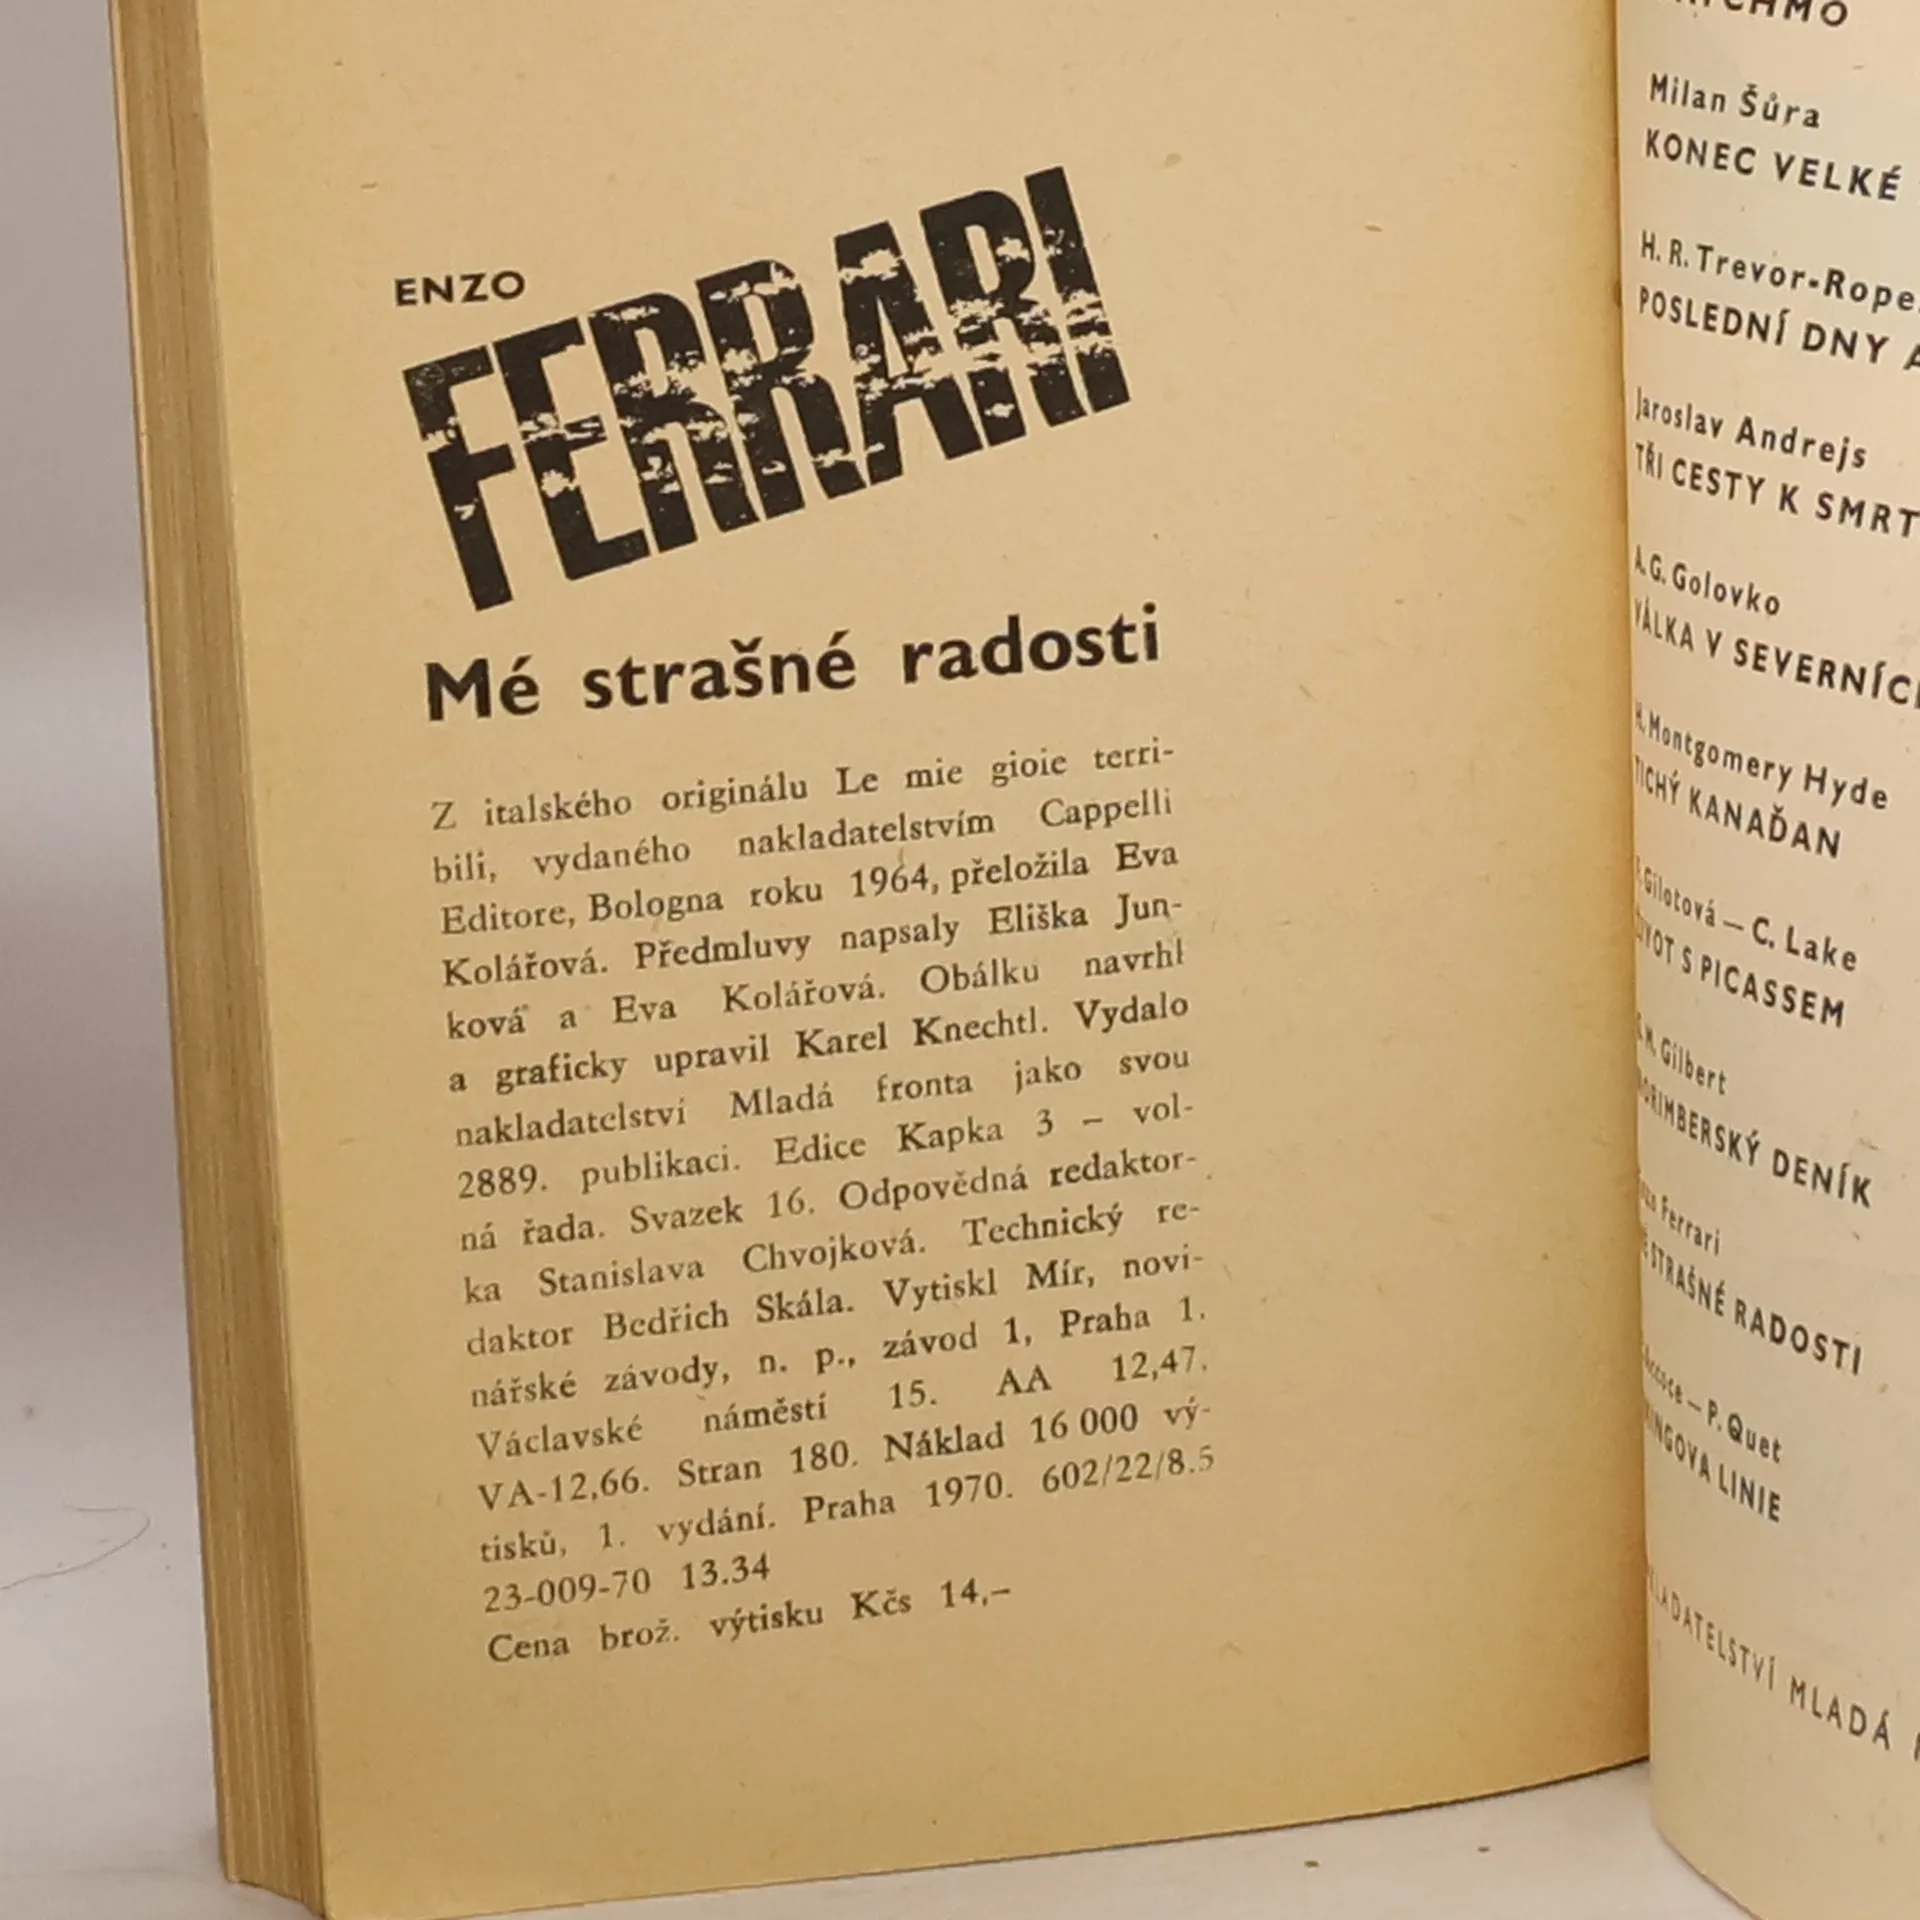 ENZO
FERRARI
Mé strašné radosti
Z italského originálu Le mie gioie terri-
bili, vydaného nakladatelstvím Cappelli
Editore, Bologna roku 1964, přeložila Eva
Kolářová. Předmluvy napsaly Eliška Jun-
ková a Eva Kolářová. Obálku navrhl
a graficky upravil Karel Knechtl. Vydalo
nakladatelství Mladá fronta jako svou
2889. publikaci. Edice Kapka 3 – vol-
ná řada. Svazek 16. Odpovědná redaktor-
ka Stanislava Chvojková. Technický re-
daktor Bedřich Skála. Vytiskl Mír, novi-
nářské závody, n. p., závod 1, Praha 1.
Václavské náměstí 15. AA 12,47.
VA-12,66. Stran 180. Náklad 16 000 vý-
tisků, 1. vydání. Praha 1970. 602/22/8.5
23-009-70 13.34
Cena brož. výtisku Kčs 14,–
Milan Šůra
KONEC VELKÉ
H. R. Trevor-Rope
POSLEDNÍ DNY
Jaroslav Andrejs
TŘI CESTY K SMRT
A. G. Golovko
VÁLKA V SEVERNÍC
H. Montgomery Hyde
TICHÝ KANAĎAN
Gilotová — C. Lake
ŽIVOT S PICASSEM
M. Gilbert
NORIMBERSKÝ DENÍK
Enzo Ferrari
STRAŠNÉ RADOSTI
P. Quet
LINIE
MLADÁ